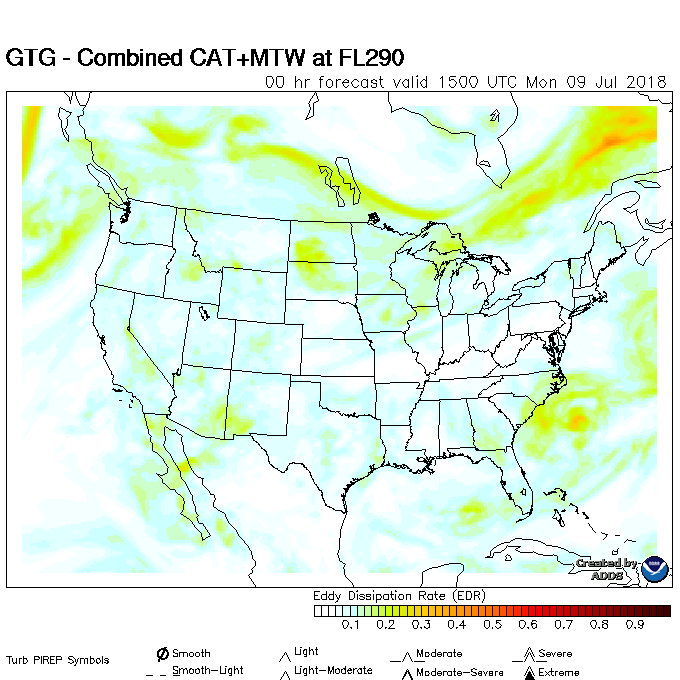 GTG - Combined CAT+MTW at FL290
00 hr forecast valid 1500 UTC Mon 09 Jul 2018
Created by
ADDS
Eddy Dissipation Rate (EDR)
0.1 0.2 0.3 0.4 0.5 0.6 0.7 0.8 0.9
Turb PIREP Symbols
Smooth Light Moderate Severe
Smooth-Light Light-Moderate Moderate-Severe Extreme